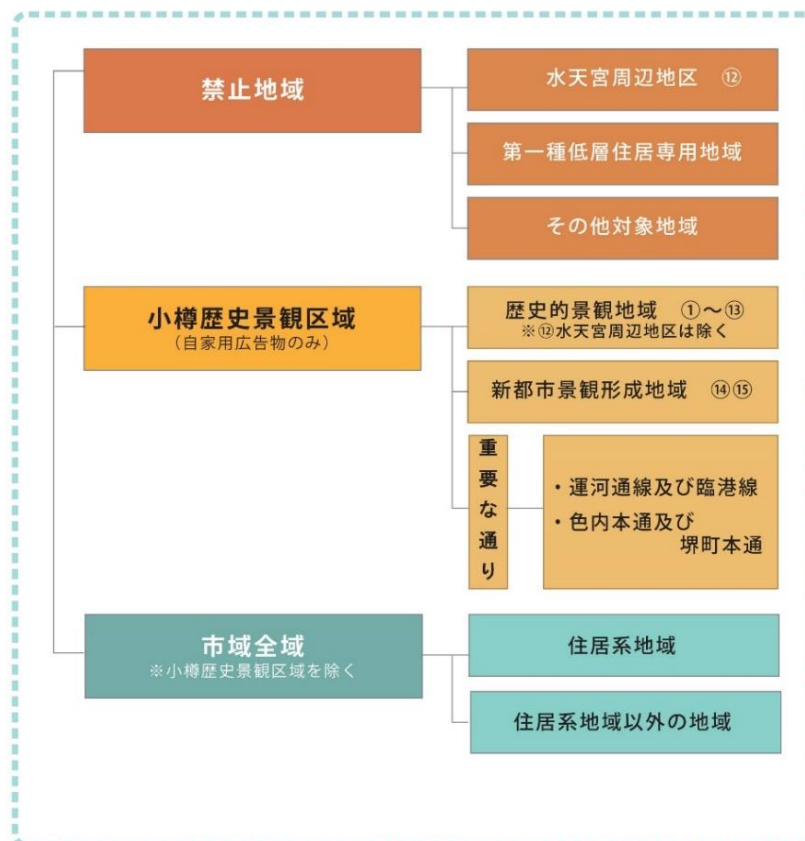 禁止地域
水天宮周辺地区　⑫
第一種低層住居専用地域
その他対象地域
小樽歴史景観区域
（自家用広告物のみ）
歴史的景観地域　①～⑬
※⑫水天宮周辺地区は除く
新都市景観形成地域　⑭⑮
重要な通り
・運河通線及び臨港線
・色内本通及び
堺町本通
市域全域
※小樽歴史景観区域を除く
住居系地域
住居系地域以外の地域